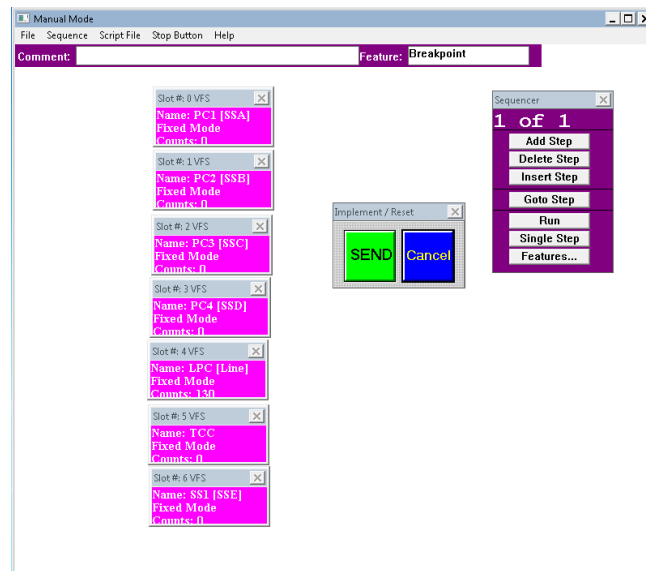 Manual Mode
File Sequence Script File Stop Button Help
Comment: Feature: Breakpoint
Slot #: 0 VFS
Name: PC1 [SSA]
Fixed Mode
Counts: 0
Slot #: 1 VFS
Name: PC2 [SSB]
Fixed Mode
Counts: 0
Slot #: 2 VFS
Name: PC3 [SSC]
Fixed Mode
Counts: 0
Slot #: 3 VFS
Name: PC4 [SSD]
Fixed Mode
Counts: 0
Slot #: 4 VFS
Name: LPC [Line]
Fixed Mode
Counts: 130
Slot #: 5 VFS
Name: TCC
Fixed Mode
Counts: 0
Slot #: 6 VFS
Name: SS1 [SSE]
Fixed Mode
Counts: 0
Implement / Reset
SEND Cancel
Sequencer
1 of 1
Add Step
Delete Step
Insert Step
Goto Step
Run
Single Step
Features...